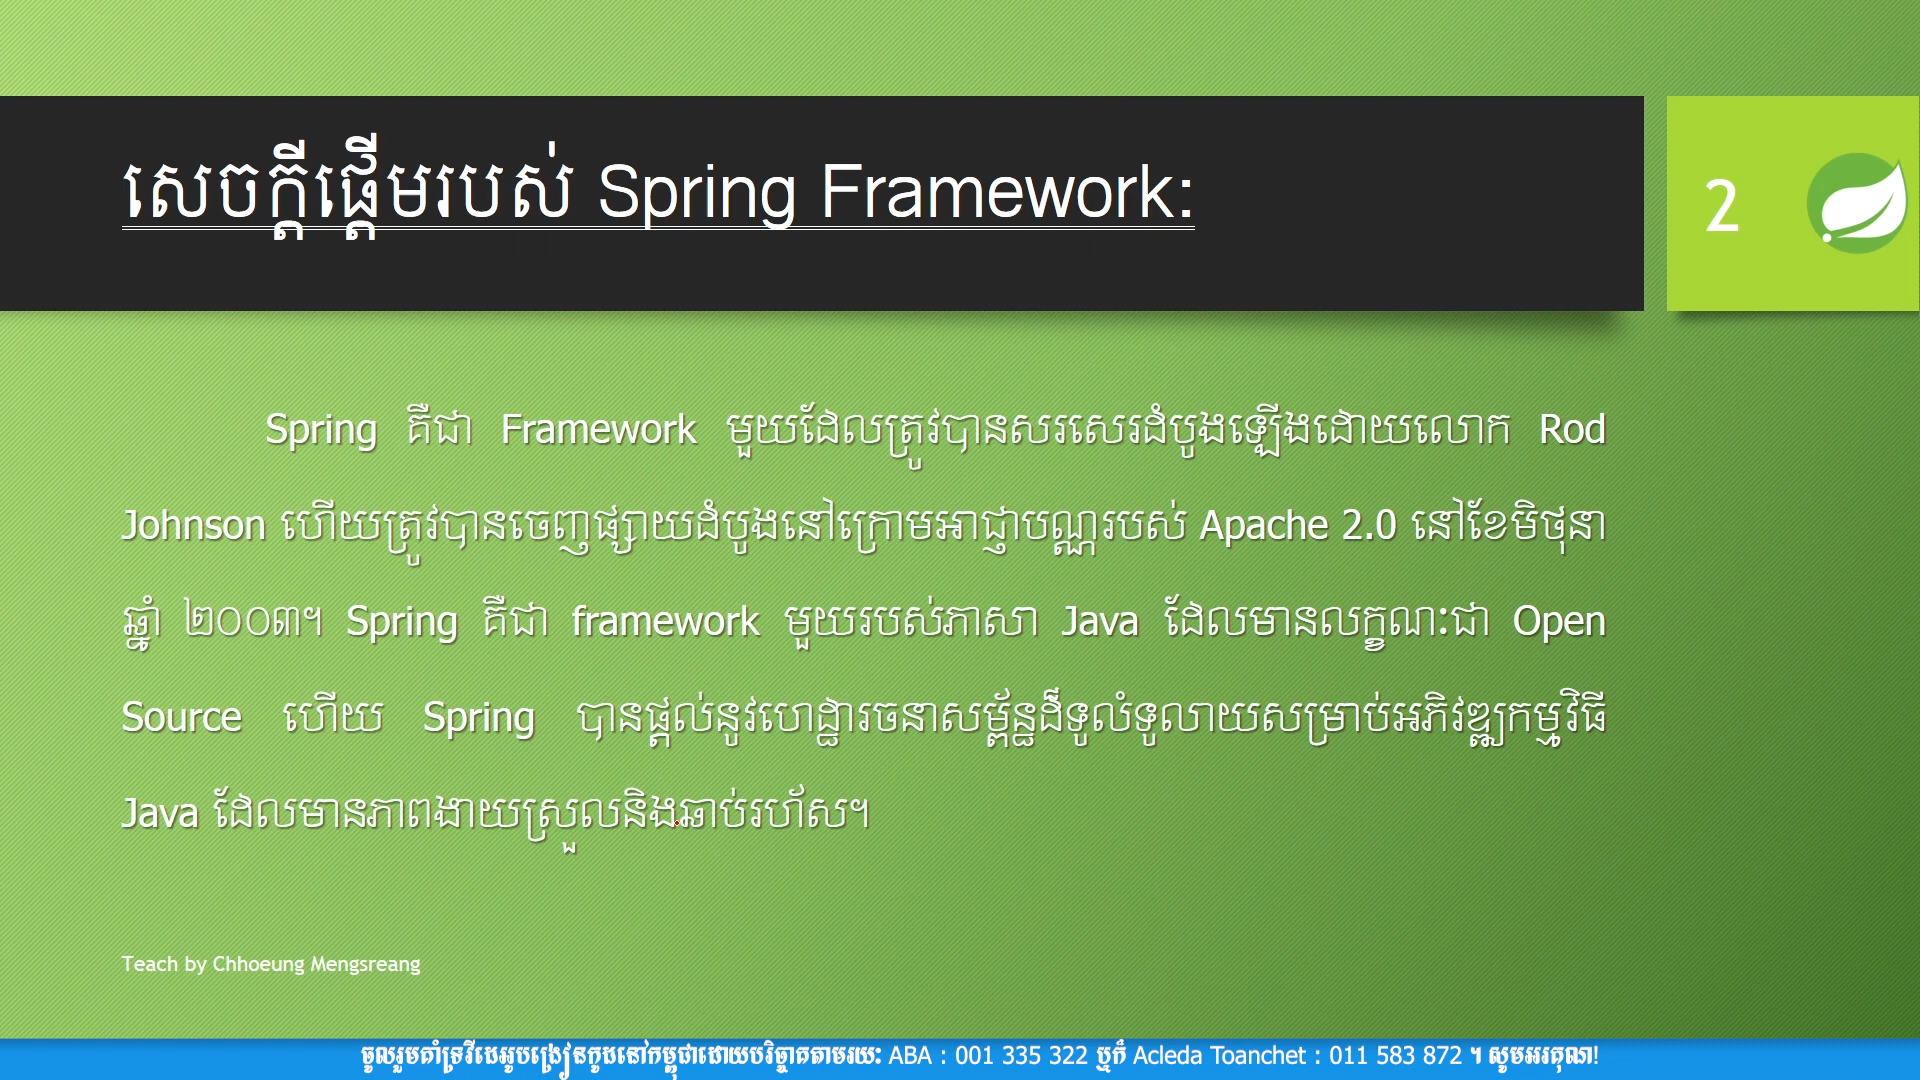 សេចក្តីផ្តើមរបស់ Spring Framework:
2
Spring គឺជា Framework មួយដែលត្រូវបានសរសេរដំបូងឡើងដោយលោក Rod
Johnson ហើយត្រូវបានចេញផ្សាយដំបូងនៅក្រោមអាជ្ញាបណ្ណរបស់ Apache 2.0 នៅខែមិថុនា
ឆ្នាំ ២០០៣។ Spring គឺជា framework មួយរបស់ភាសា Java ដែលមានលក្ខណៈជា Open
Source ហើយ Spring បានផ្តល់នូវហេដ្ឋារចនាសម្ព័ន្ធដ៏ទូលំទូលាយសម្រាប់អភិវឌ្ឍកម្មវិធី
Java ដែលមានភាពងាយស្រួលនិងឆាប់រហ័ស។
Teach by Chhoeung Mengsreang
ចូលរួមគាំទ្រវីដេអូបង្រៀនកូដនៅកម្ពុជាដោយបរិច្ចាគតាមរយៈ ABA : 001 335 322 ឬក៏ Acleda Toanchet : 011 583 872 ។ សូមអរគុណ!